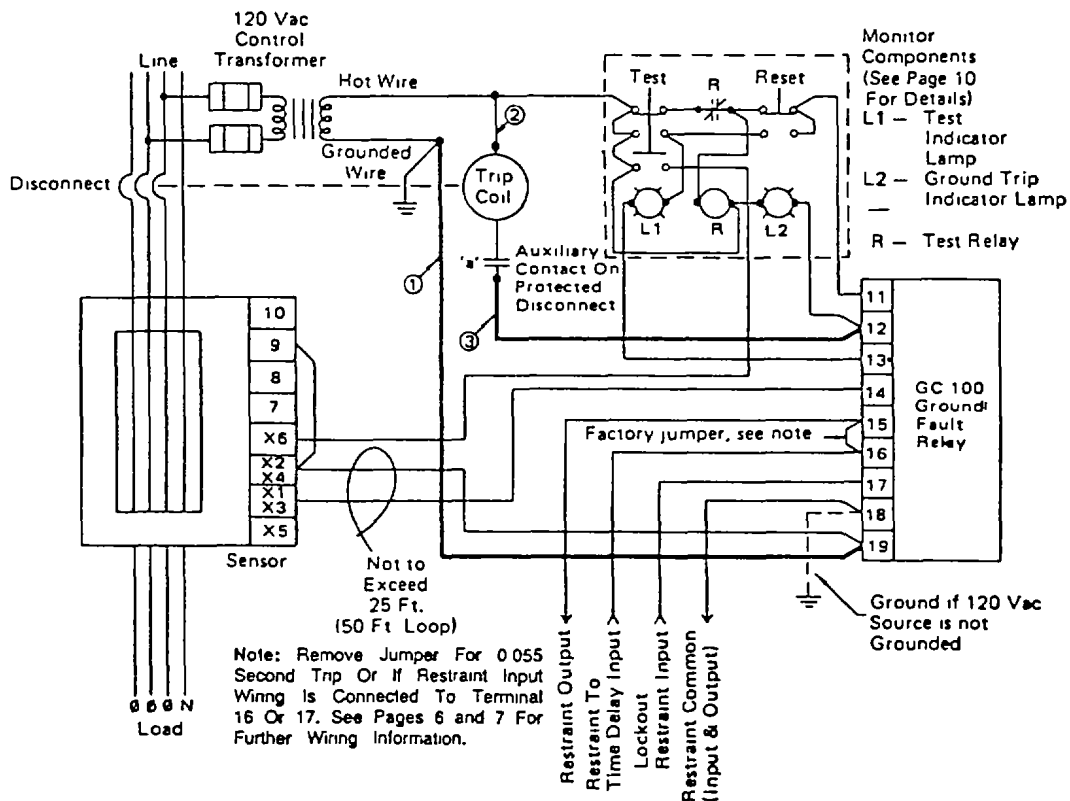 120 Vac
Control
Transformer
Line
Hot Wire
Grounded
Wire
Disconnect
Trip
Coil
'a'
Auxiliary
Contact On
Protected
Disconnect
①
②
③
Test
R
Reset
L1
R
L2
Monitor
Components
(See Page 10
For Details)
L1 – Test
Indicator
Lamp
L2 – Ground Trip
Indicator Lamp
R – Test Relay
10
9
8
7
X6
X2
X4
X1
X3
X5
Sensor
11
12
13
14
15
16
17
18
19
GC 100
Ground
Fault
Relay
Factory jumper, see note
Not to
Exceed
25 Ft.
(50 Ft Loop)
Ground if 120 Vac
Source is not
Grounded
Note: Remove Jumper For 0 055
Second Trip Or If Restraint Input
Wiring Is Connected To Terminal
16 Or 17. See Pages 6 and 7 For
Further Wiring Information.
Restraint Output
Restraint To
Time Delay Input
Lockout
Restraint Input
Restraint Common
(Input & Output)
Ø Ø Ø N
Load